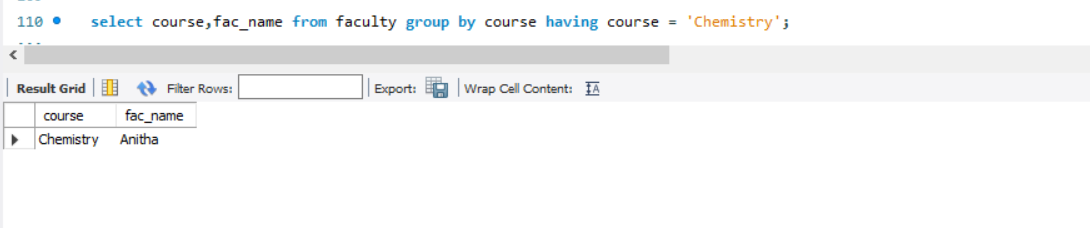 110 select course,fac_name from faculty group by course having course = 'Chemistry';
Result Grid Filter Rows: Export: Wrap Cell Content: IA
course fac_name
Chemistry Anitha